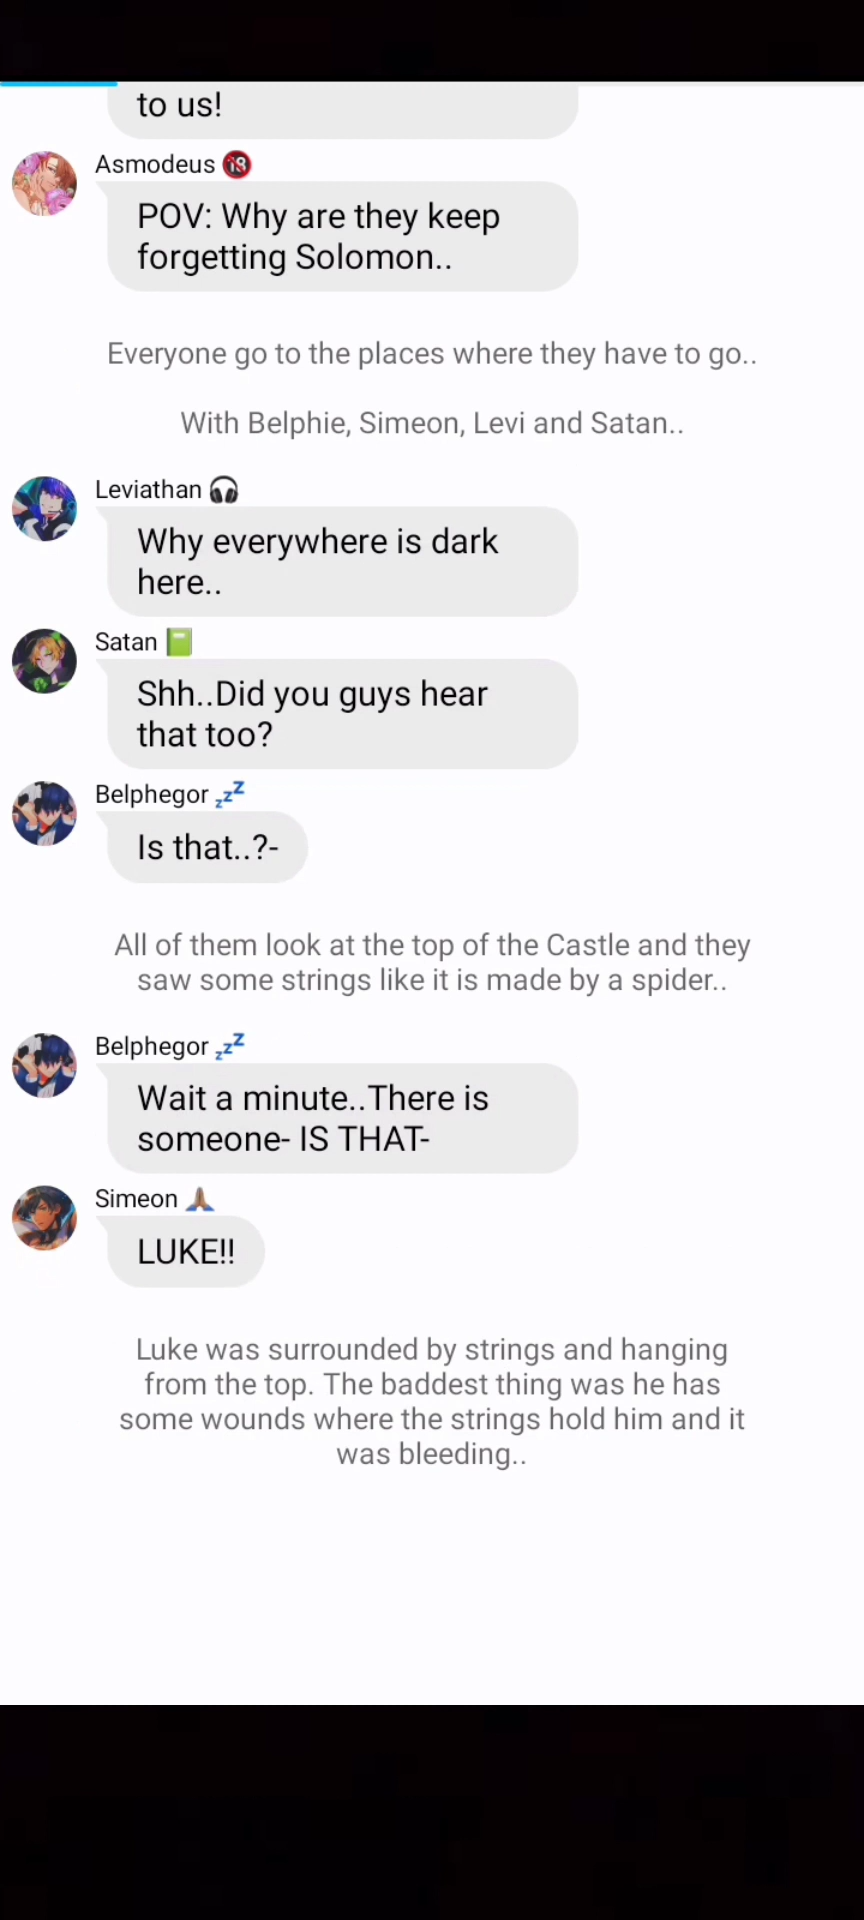 to us!
Asmodeus 🔞
POV: Why are they keep
forgetting Solomon..
Everyone go to the places where they have to go..
With Belphie, Simeon, Levi and Satan..
Leviathan 🎧
Why everywhere is dark
here..
Satan 📗
Shh..Did you guys hear
that too?
Belphegor 💤
Is that..?-
All of them look at the top of the Castle and they
saw some strings like it is made by a spider..
Belphegor 💤
Wait a minute..There is
someone- IS THAT-
Simeon 🙏🏽
LUKE!!
Luke was surrounded by strings and hanging
from the top. The baddest thing was he has
some wounds where the strings hold him and it
was bleeding..